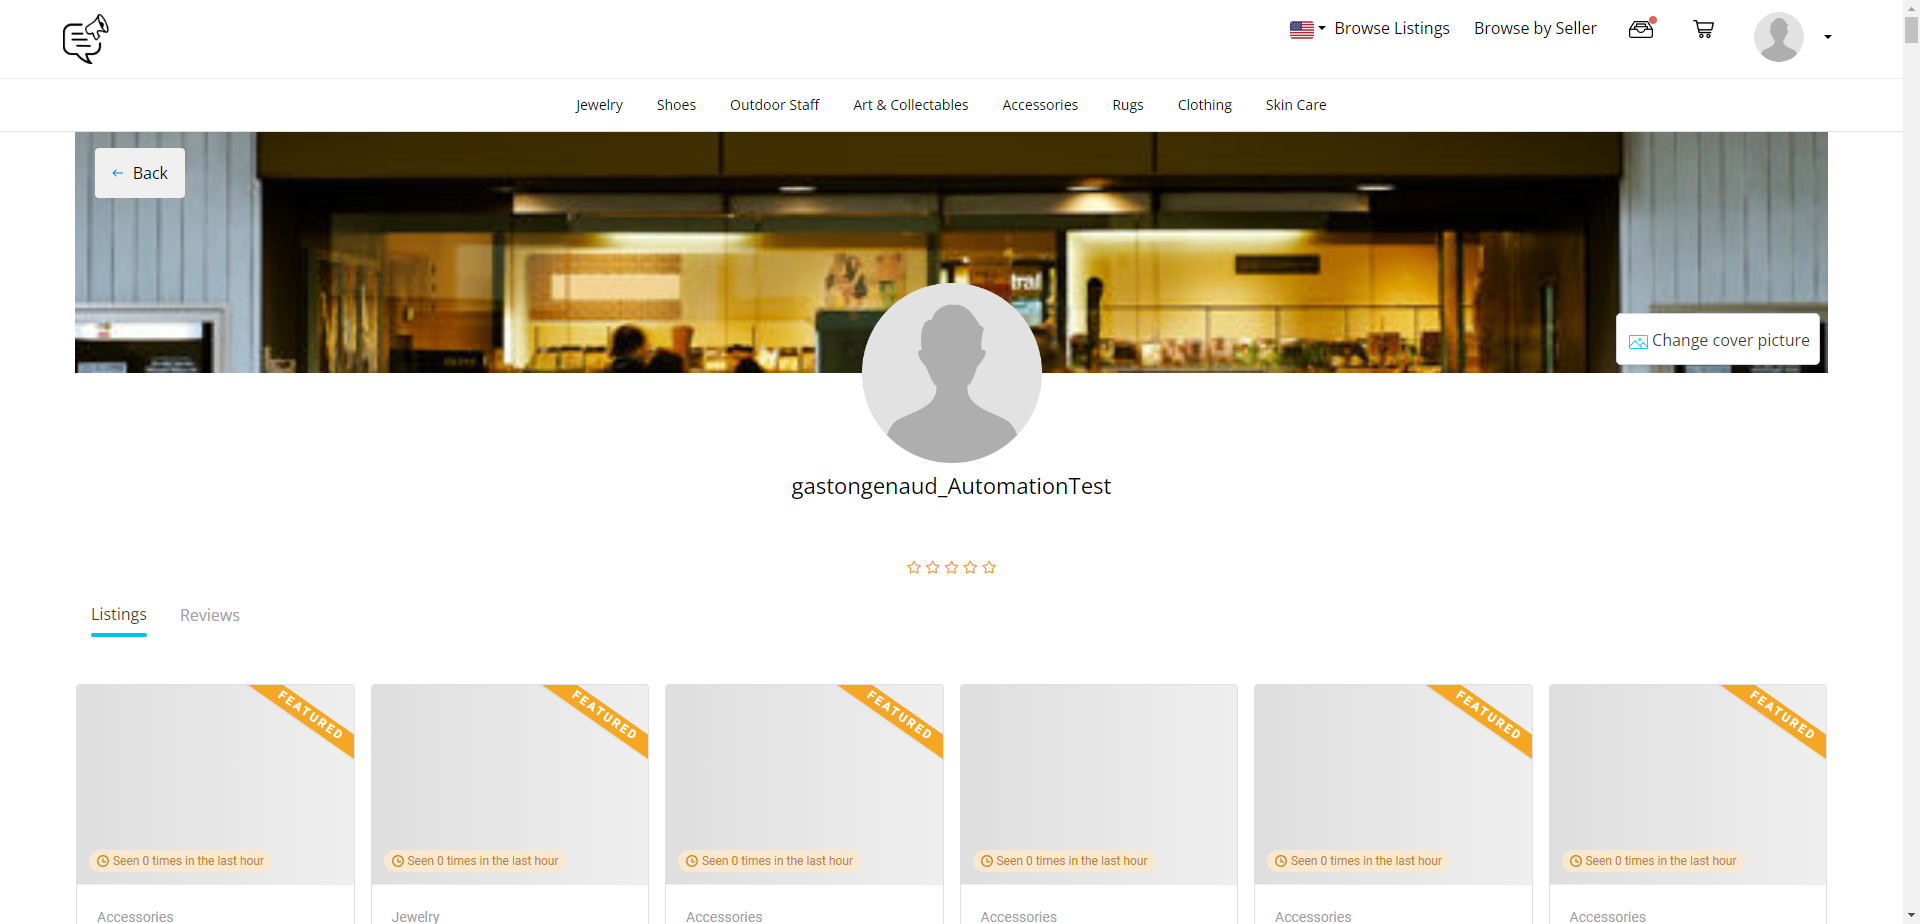 Browse Listings Browse by Seller
Jewelry Shoes Outdoor Staff Art & Collectables Accessories Rugs Clothing Skin Care
Back
tral
Change cover picture
gastongenaud_AutomationTest
Listings Reviews
FEATURED FEATURED FEATURED FEATURED FEATURED
Seen 0 times in the last hour Seen 0 times in the last hour Seen 0 times in the last hour Seen 0 times in the last hour Seen 0 times in the last hour Seen 0 times in the last hour
Accessories Jewelry Accessories Accessories Accessories Accessories